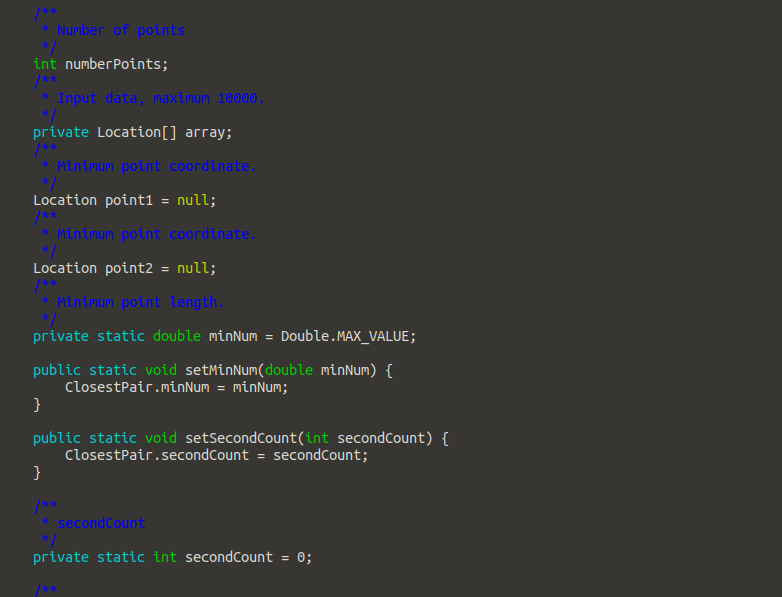 /**
 * Number of points
 */
int numberPoints;
/**
 * Input data, maximum 10000.
 */
private Location[] array;
/**
 * Minimum point coordinate.
 */
Location point1 = null;
/**
 * Minimum point coordinate.
 */
Location point2 = null;
/**
 * Minimum point length.
 */
private static double minNum = Double.MAX_VALUE;
public static void setMinNum(double minNum) {
    ClosestPair.minNum = minNum;
}
public static void setSecondCount(int secondCount) {
    ClosestPair.secondCount = secondCount;
}
/**
 * secondCount
 */
private static int secondCount = 0;
/**